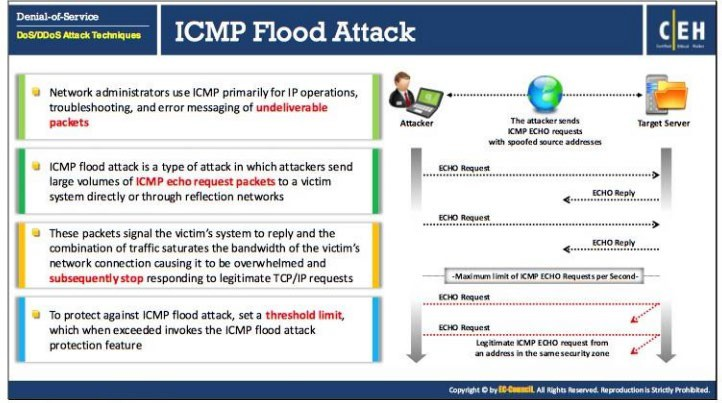 Denial-of-Service
DoS/DDoS Attack Techniques
ICMP Flood Attack
CEH
Certified Ethical Hacker
Network administrators use ICMP primarily for IP operations,
troubleshooting, and error messaging of undeliverable
packets
ICMP flood attack is a type of attack in which attackers send
large volumes of ICMP echo request packets to a victim
system directly or through reflection networks
These packets signal the victim's system to reply and the
combination of traffic saturates the bandwidth of the victim's
network connection causing it to be overwhelmed and
subsequently stop responding to legitimate TCP/IP requests
To protect against ICMP flood attack, set a threshold limit,
which when exceeded invokes the ICMP flood attack
protection feature
Attacker
The attacker sends
ICMP ECHO requests
with spoofed source addresses
Target Server
ECHO Request
ECHO Reply
ECHO Request
ECHO Reply
-Maximum limit of ICMP ECHO Requests per Second-
ECHO Request
ECHO Request
Legitimate ICMP ECHO request from
an address in the same security zone
Copyright © by EC-Council. All Rights Reserved. Reproduction is Strictly Prohibited.